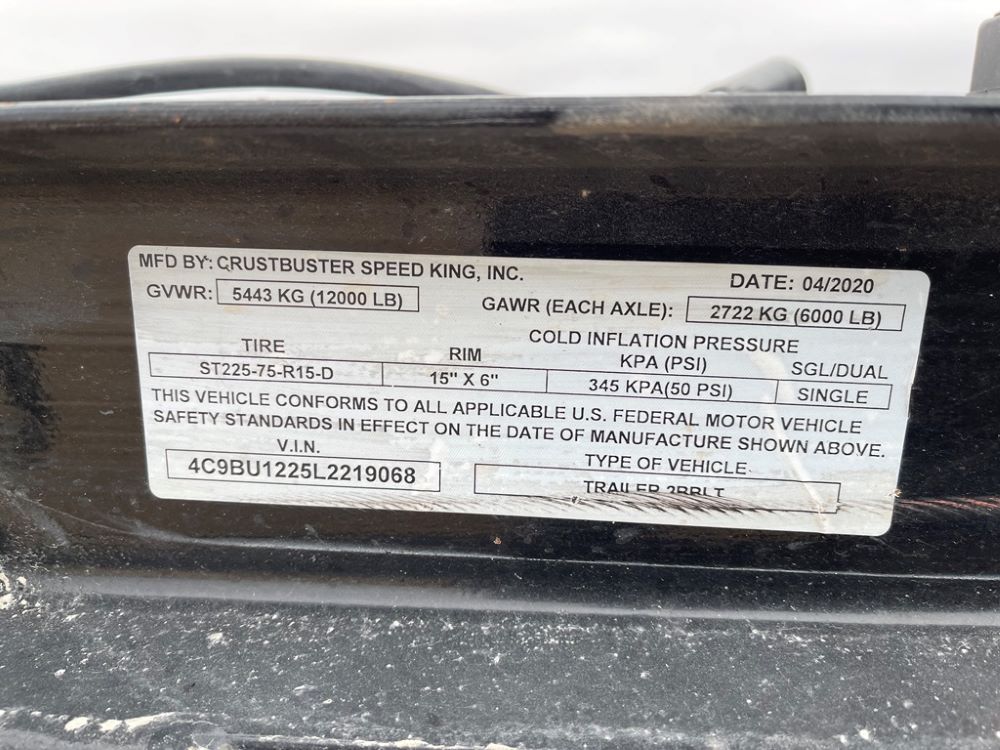 MFD BY: CRUSTBUSTER SPEED KING, INC. DATE: 04/2020
GVWR: 5443 KG (12000 LB) GAWR (EACH AXLE): 2722 KG (6000 LB)
COLD INFLATION PRESSURE
TIRE RIM KPA (PSI) SGL/DUAL
ST225-75-R15-D 15" X 6" 345 KPA(50 PSI) SINGLE
THIS VEHICLE CONFORMS TO ALL APPLICABLE U.S. FEDERAL MOTOR VEHICLE
SAFETY STANDARDS IN EFFECT ON THE DATE OF MANUFACTURE SHOWN ABOVE.
V.I.N. TYPE OF VEHICLE
4C9BU1225L2219068 TRAILER